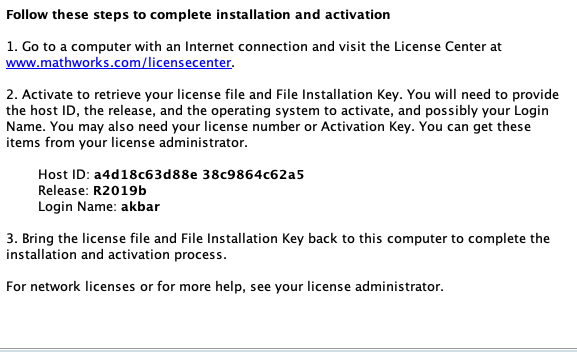 Follow these steps to complete installation and activation
1. Go to a computer with an Internet connection and visit the License Center at
www.mathworks.com/licensecenter.
2. Activate to retrieve your license file and File Installation Key. You will need to provide
the host ID, the release, and the operating system to activate, and possibly your Login
Name. You may also need your license number or Activation Key. You can get these
items from your license administrator.
Host ID: a4d18c63d88e 38c9864c62a5
Release: R2019b
Login Name: akbar
3. Bring the license file and File Installation Key back to this computer to complete the
installation and activation process.
For network licenses or for more help, see your license administrator.